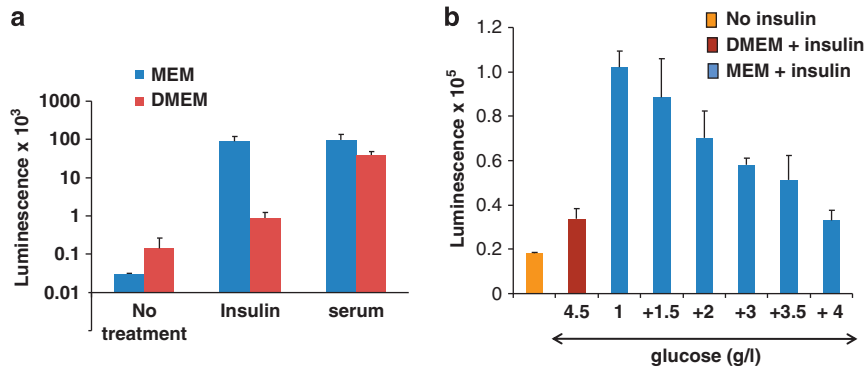 a
MEM
DMEM
Luminescence x 10³
1000
100
10
1
0.1
0.01
No treatment
Insulin
serum
b
No insulin
DMEM + insulin
MEM + insulin
Luminescence x 10⁵
1.2
1.0
0.8
0.6
0.4
0.2
0
4.5 1 +1.5 +2 +3 +3.5 + 4
glucose (g/l)